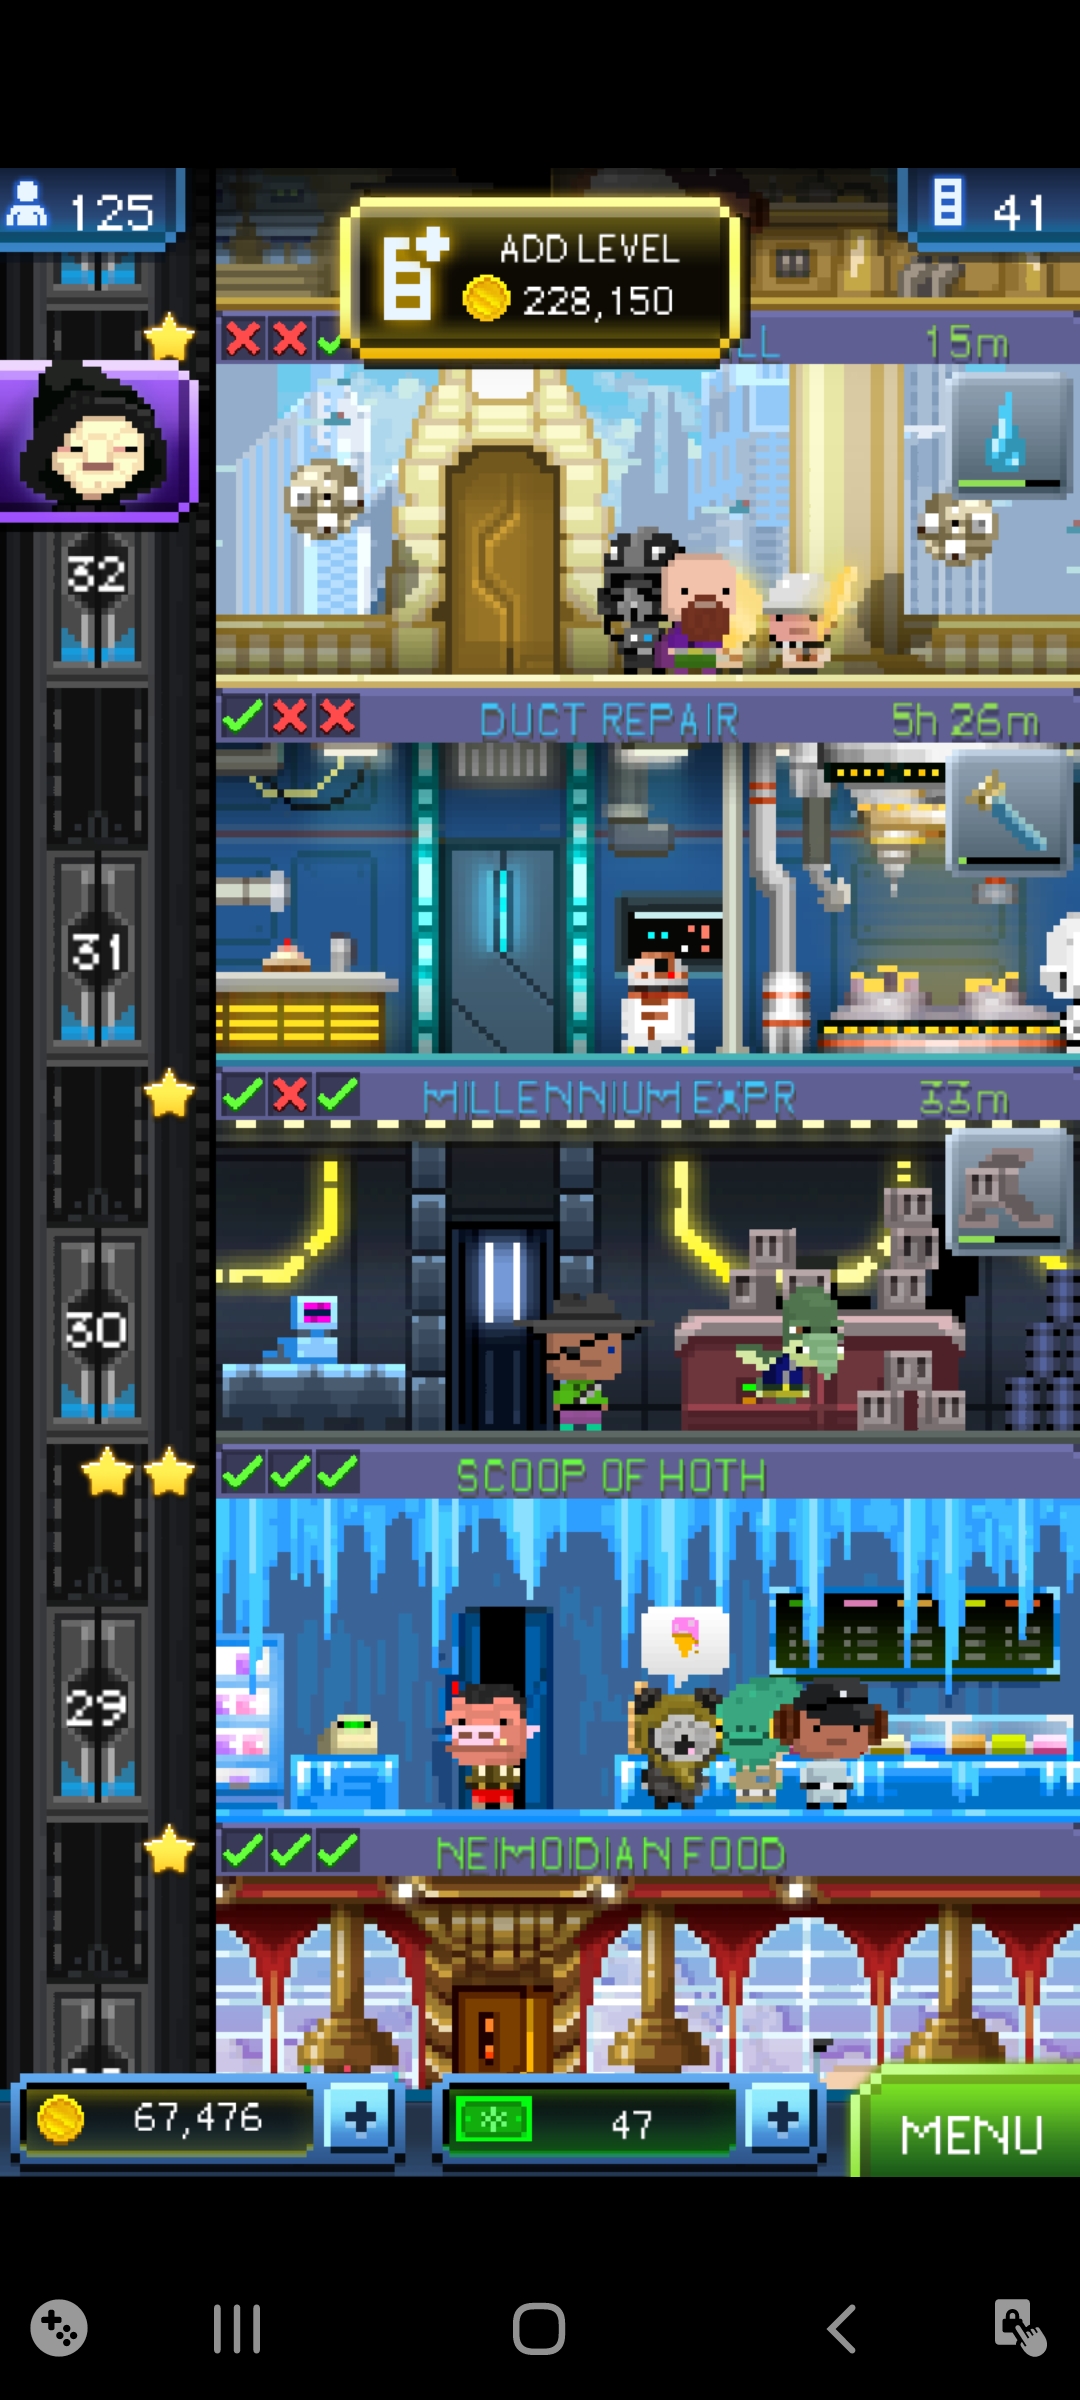 125
41
ADD LEVEL
228,150
LL
15m
32
DUCT REPAIR
5h 26m
31
MILLENNIUM EXPR
33m
30
SCOOP OF HOTH
29
NEIMOIDIAN FOOD
67,476
47
MENU